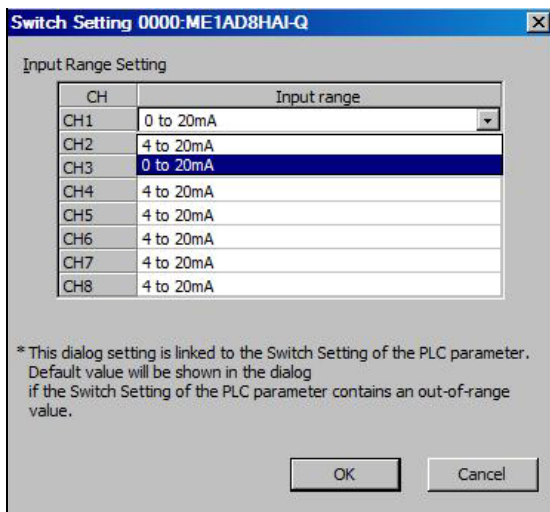 Switch Setting 0000:ME1AD8HAI-Q
Input Range Setting
CH Input range
CH1 0 to 20mA
CH2 4 to 20mA
CH3 0 to 20mA
CH4 4 to 20mA
CH5 4 to 20mA
CH6 4 to 20mA
CH7 4 to 20mA
CH8 4 to 20mA
* This dialog setting is linked to the Switch Setting of the PLC parameter.
Default value will be shown in the dialog
if the Switch Setting of the PLC parameter contains an out-of-range
value.
OK Cancel